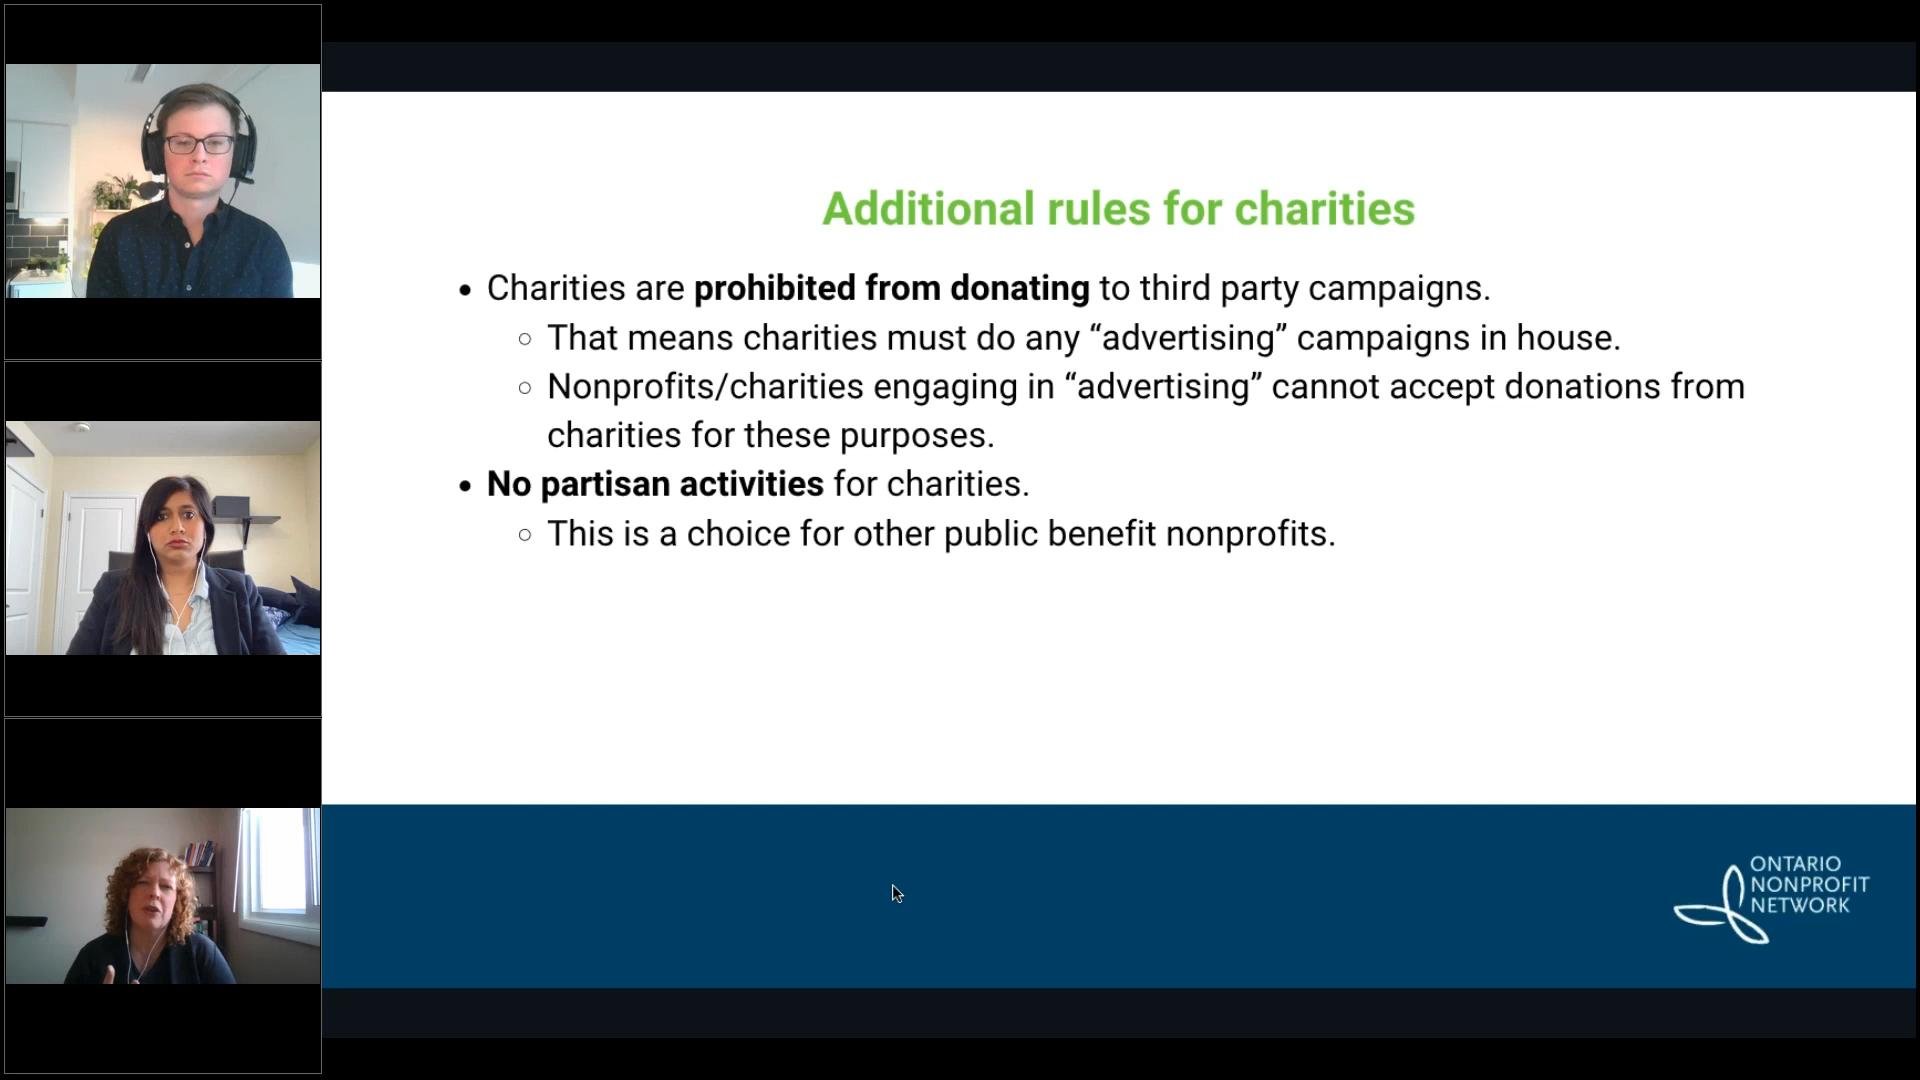 Additional rules for charities
• Charities are prohibited from donating to third party campaigns.
○ That means charities must do any “advertising” campaigns in house.
○ Nonprofits/charities engaging in “advertising” cannot accept donations from
charities for these purposes.
• No partisan activities for charities.
○ This is a choice for other public benefit nonprofits.
ONTARIO
NONPROFIT
NETWORK